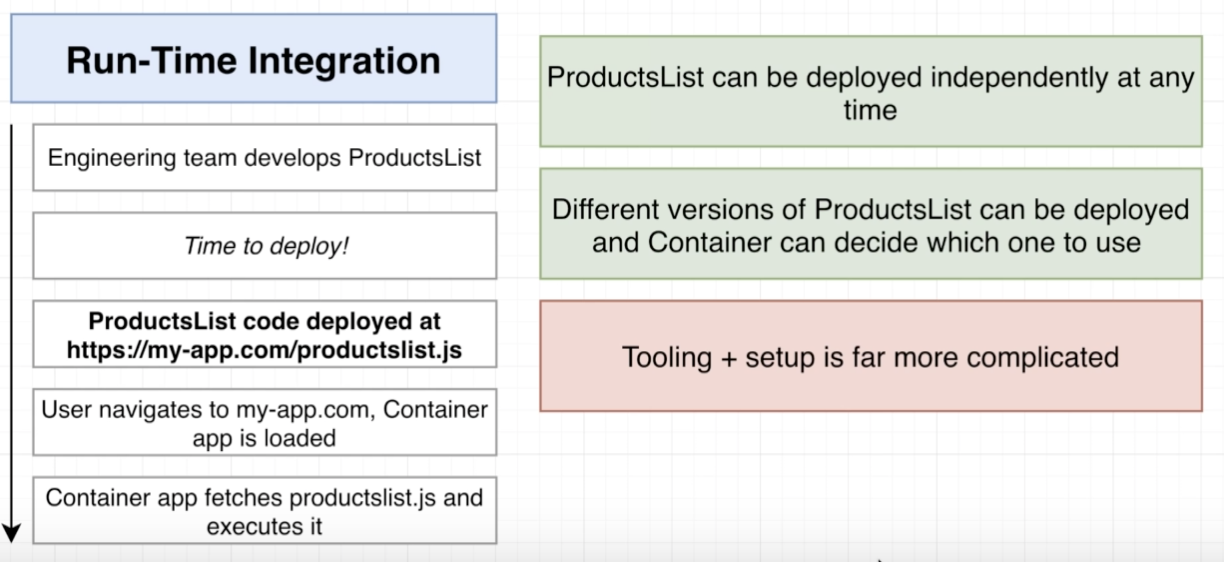 Run-Time Integration
Engineering team develops ProductsList
Time to deploy!
ProductsList code deployed at
https://my-app.com/productslist.js
User navigates to my-app.com, Container
app is loaded
Container app fetches productslist.js and
executes it
ProductsList can be deployed independently at any
time
Different versions of ProductsList can be deployed
and Container can decide which one to use
Tooling + setup is far more complicated